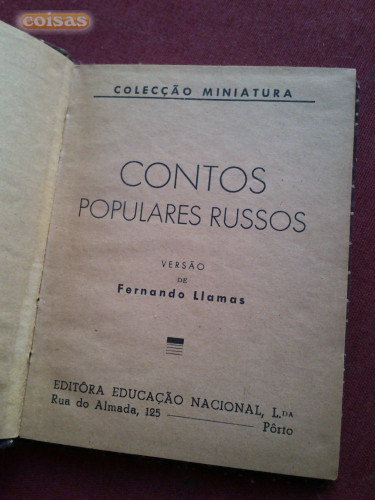 coisas
COLECÇÃO MINIATURA
CONTOS
POPULARES RUSSOS
VERSÃO
DE
Fernando Llamas
EDITÔRA EDUCAÇÃO NACIONAL, L.DA
Rua do Almada, 125 ——— Pôrto